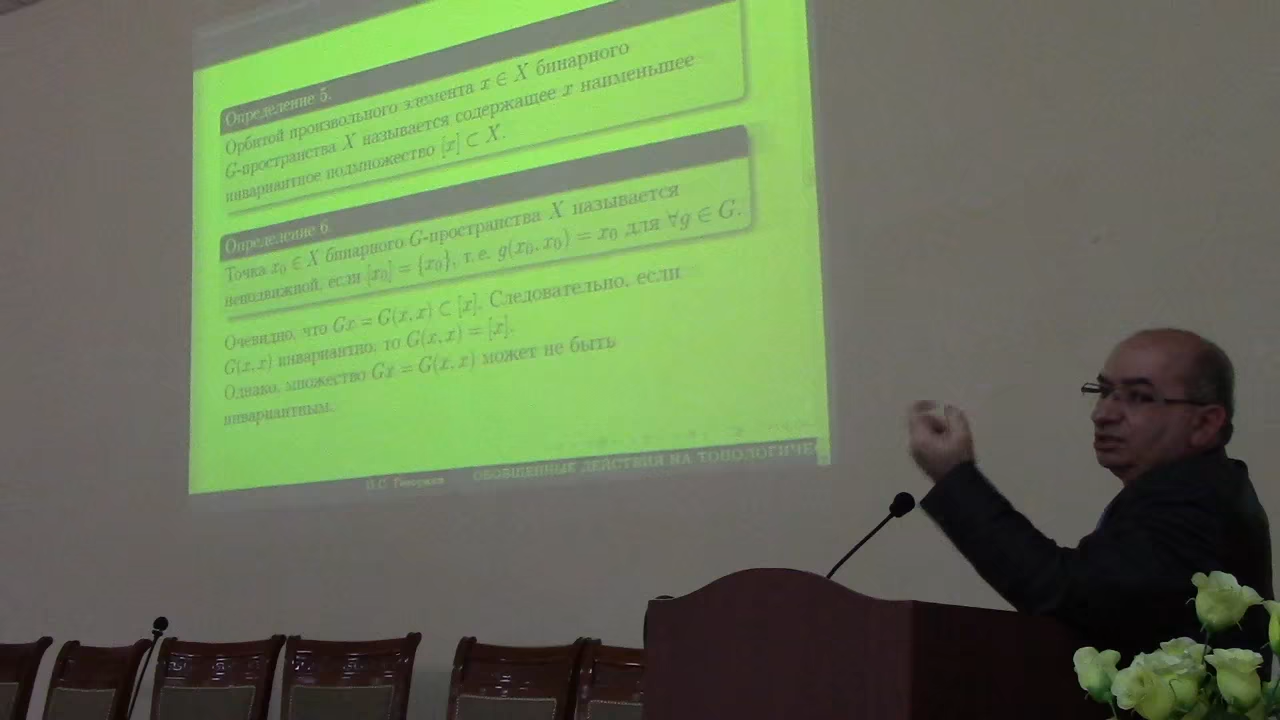 Определение 5.
Орбитой произвольного элемента x ∈ X бинарного
G-пространства X называется содержащее x наименьшее
инвариантное подмножество [x] ⊂ X.
Определение 6.
Точка x₀ ∈ X бинарного G-пространства X называется
неподвижной, если [x₀] = {x₀}, т. е. g(x₀, x₀) = x₀ для ∀g ∈ G.
Очевидно, что Gx = G(x, x) ⊂ [x]. Следовательно, если
G(x, x) инвариантно, то G(x, x) = [x].
Однако, множество Gx = G(x, x) может не быть
инвариантным.
ОБОБЩЕННЫЕ ДЕЙСТВИЯ НА ТОПОЛОГИЧЕ